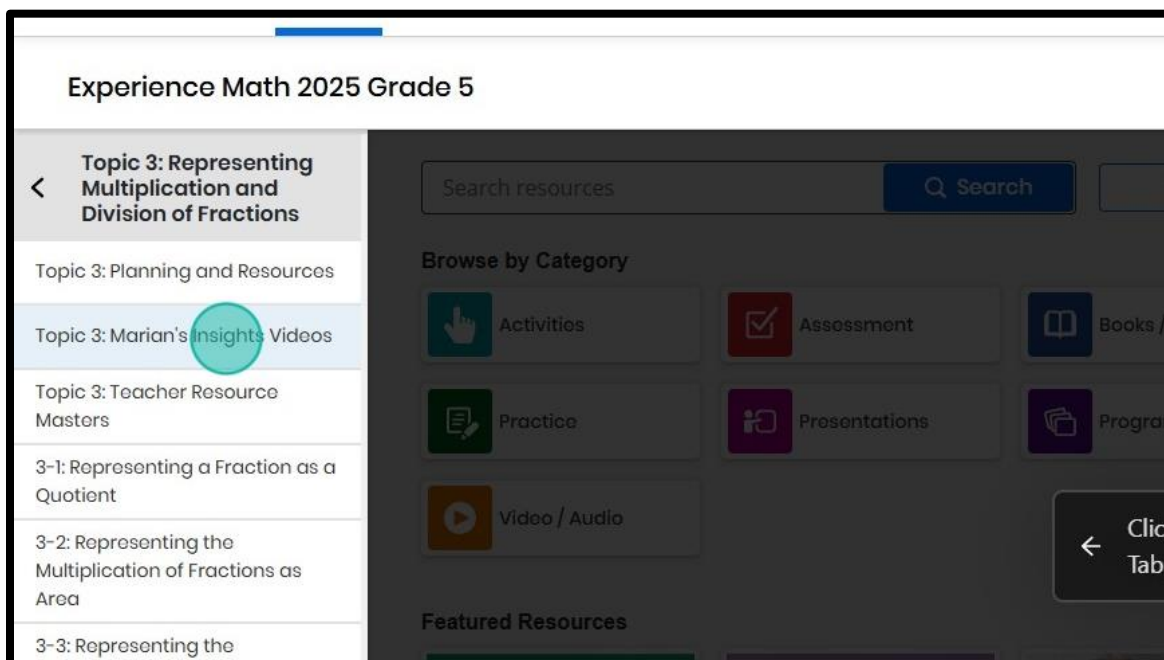 Experience Math 2025 Grade 5
Topic 3: Representing
Multiplication and
Division of Fractions
Topic 3: Planning and Resources
Topic 3: Marian's Insights Videos
Topic 3: Teacher Resource
Masters
3-1: Representing a Fraction as a
Quotient
3-2: Representing the
Multiplication of Fractions as
Area
3-3: Representing the
Search resources
Search
Browse by Category
Activities
Assessment
Books /
Practice
Presentations
Video / Audio
Tab
Featured Resources